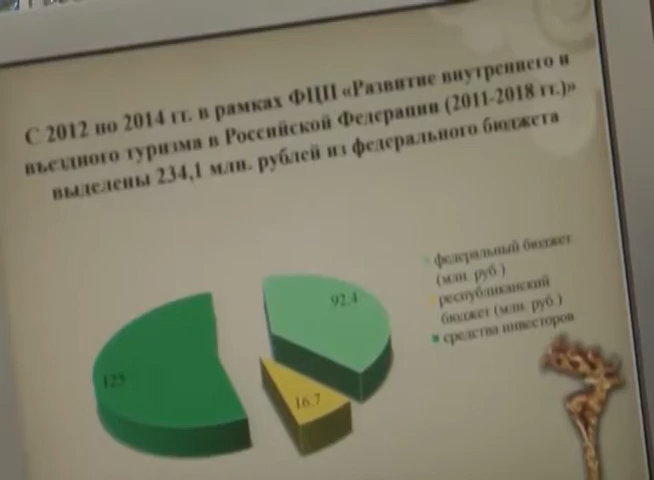 С 2012 по 2014 гг. в рамках ФЦП «Развитие внутреннего и
въездного туризма в Российской Федерации (2011-2018 гг.)»
выделены 234,1 млн. рублей из федерального бюджета
федеральный бюджет
(млн. руб.)
республиканский
бюджет (млн. руб.)
средства инвесторов
92.4
125
16.7